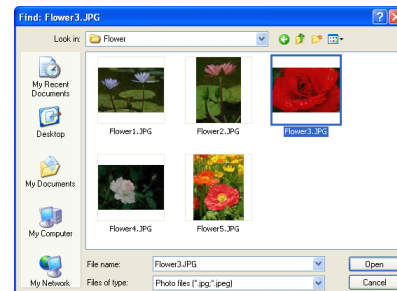 Find: Flower3.JPG
Look in:
Flower
My Recent
Documents
Desktop
My Documents
My Computer
My Network
Flower1.JPG
Flower2.JPG
Flower3.JPG
Flower4.JPG
Flower5.JPG
File name:
Flower3.JPG
Open
Files of type:
Photo files (*.jpg;*.jpeg)
Cancel